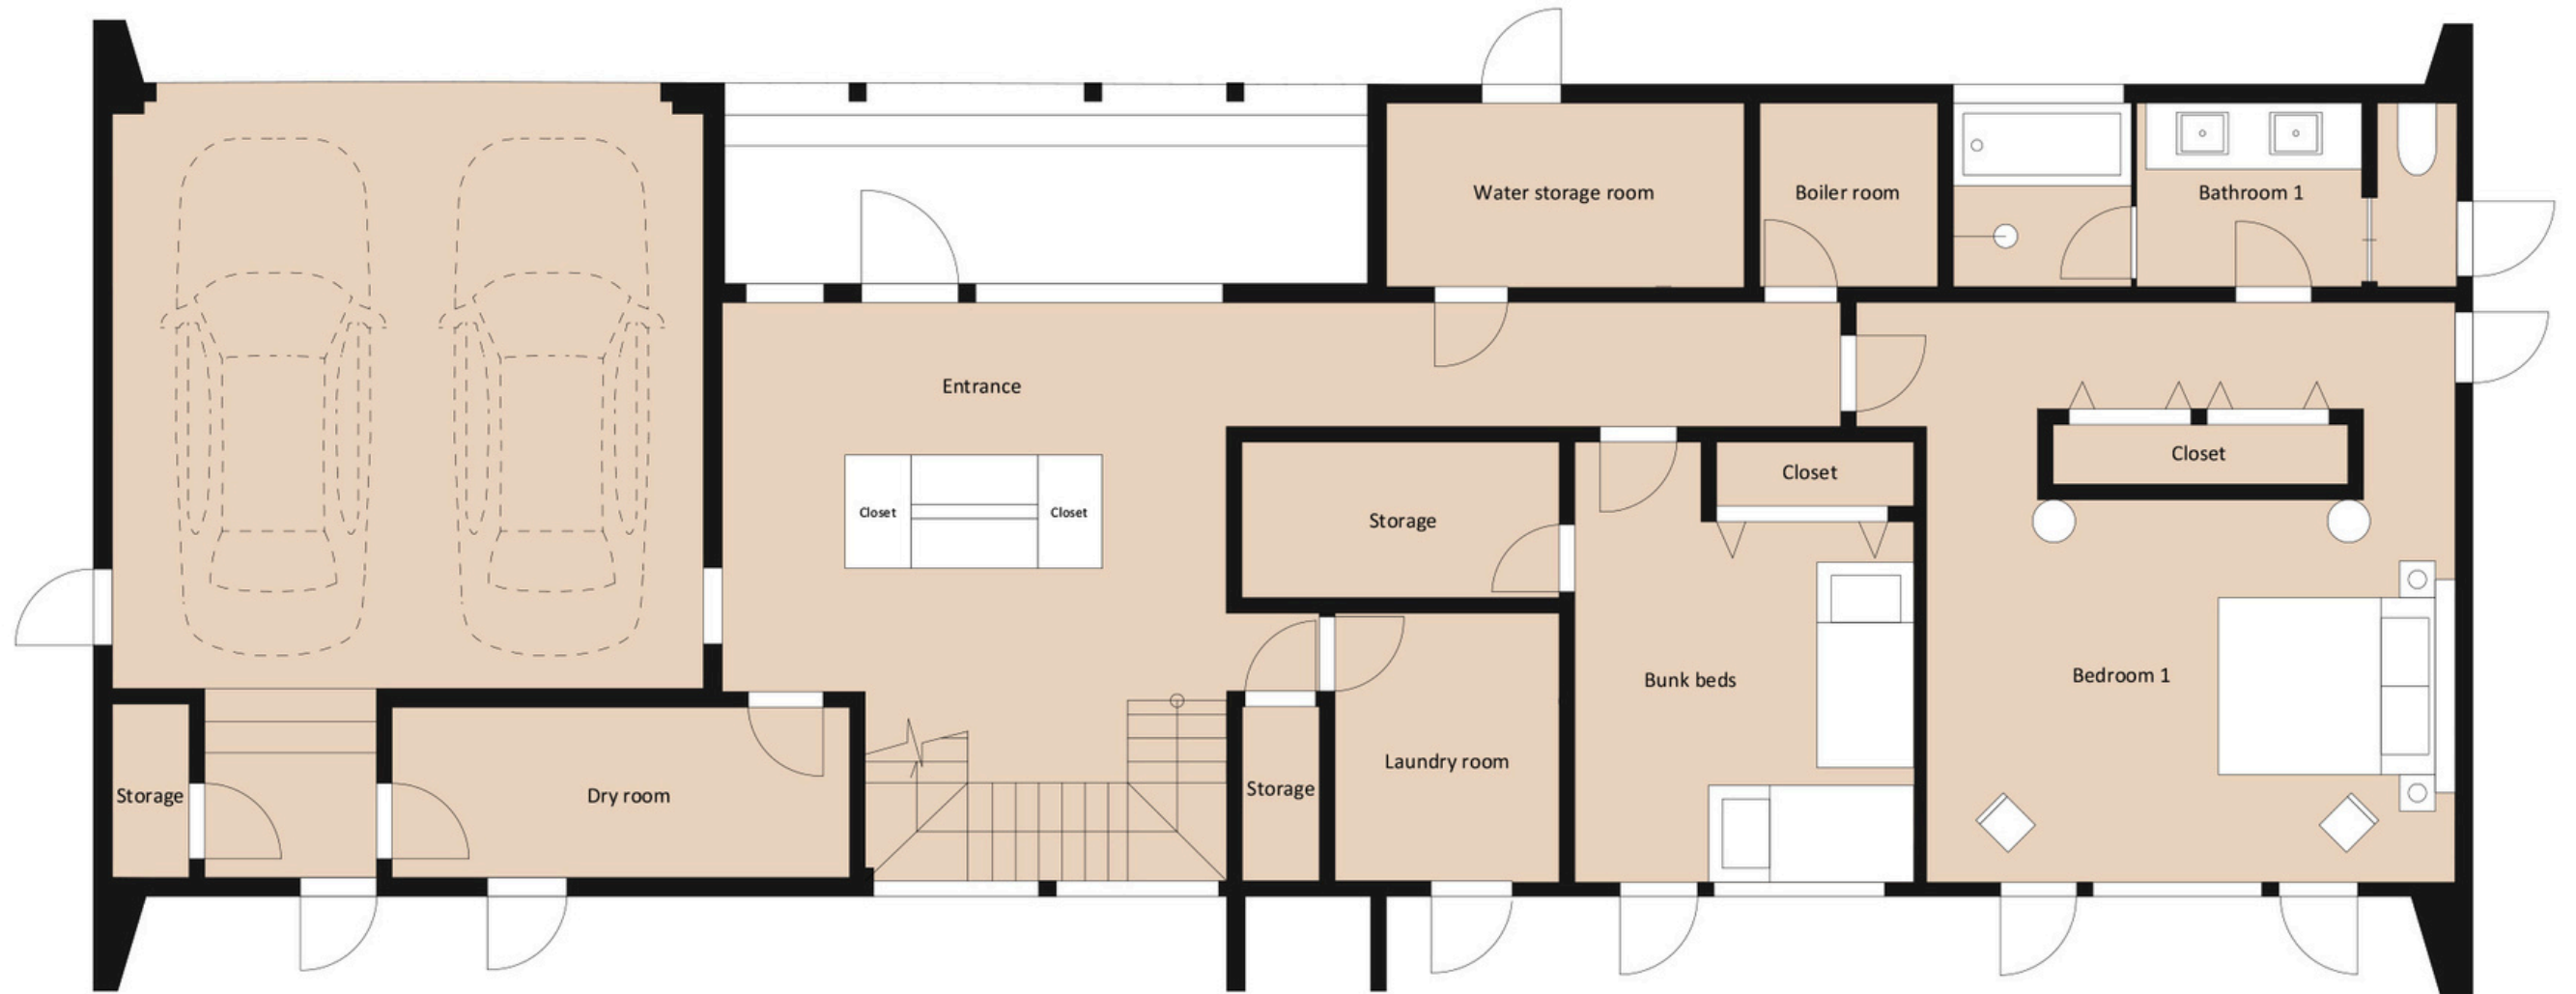 Water storage room
Boiler room
Bathroom 1
Entrance
Closet
Closet
Closet
Closet
Storage
Bedroom 1
Bunk beds
Laundry room
Storage
Storage
Dry room